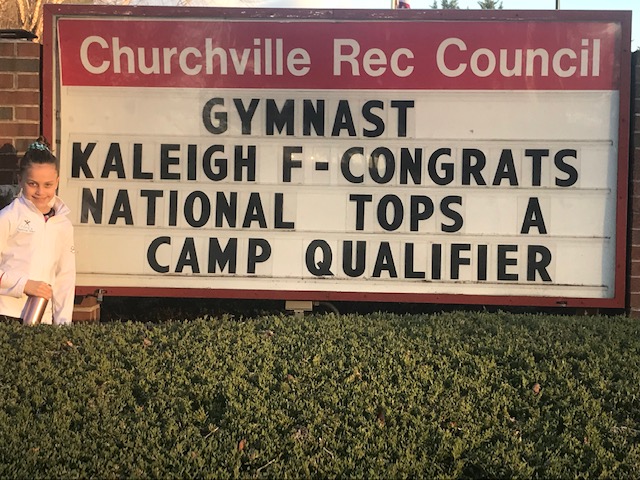 Churchville Rec Council
GYMNAST
KALEIGH F-CONGRATS
NATIONAL TOPS A
CAMP QUALIFIER